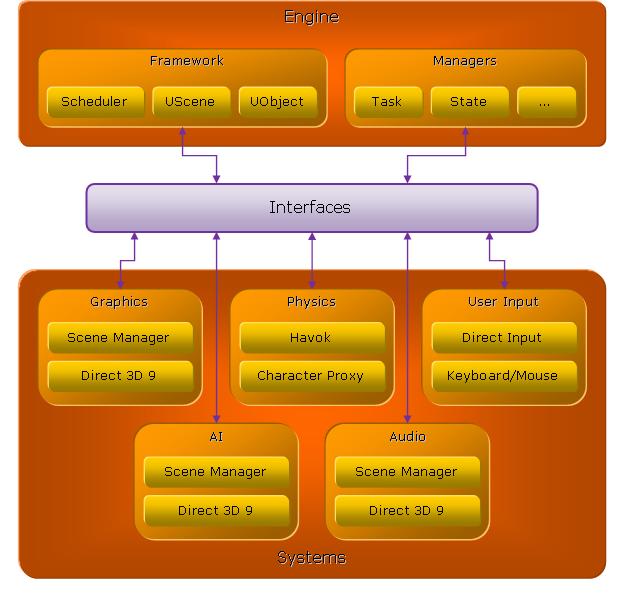 Engine
Framework
Managers
Scheduler
UScene
UObject
Task
State
...
Interfaces
Graphics
Physics
User Input
Scene Manager
Havok
Direct Input
Direct 3D 9
Character Proxy
Keyboard/Mouse
AI
Audio
Scene Manager
Scene Manager
Direct 3D 9
Direct 3D 9
Systems